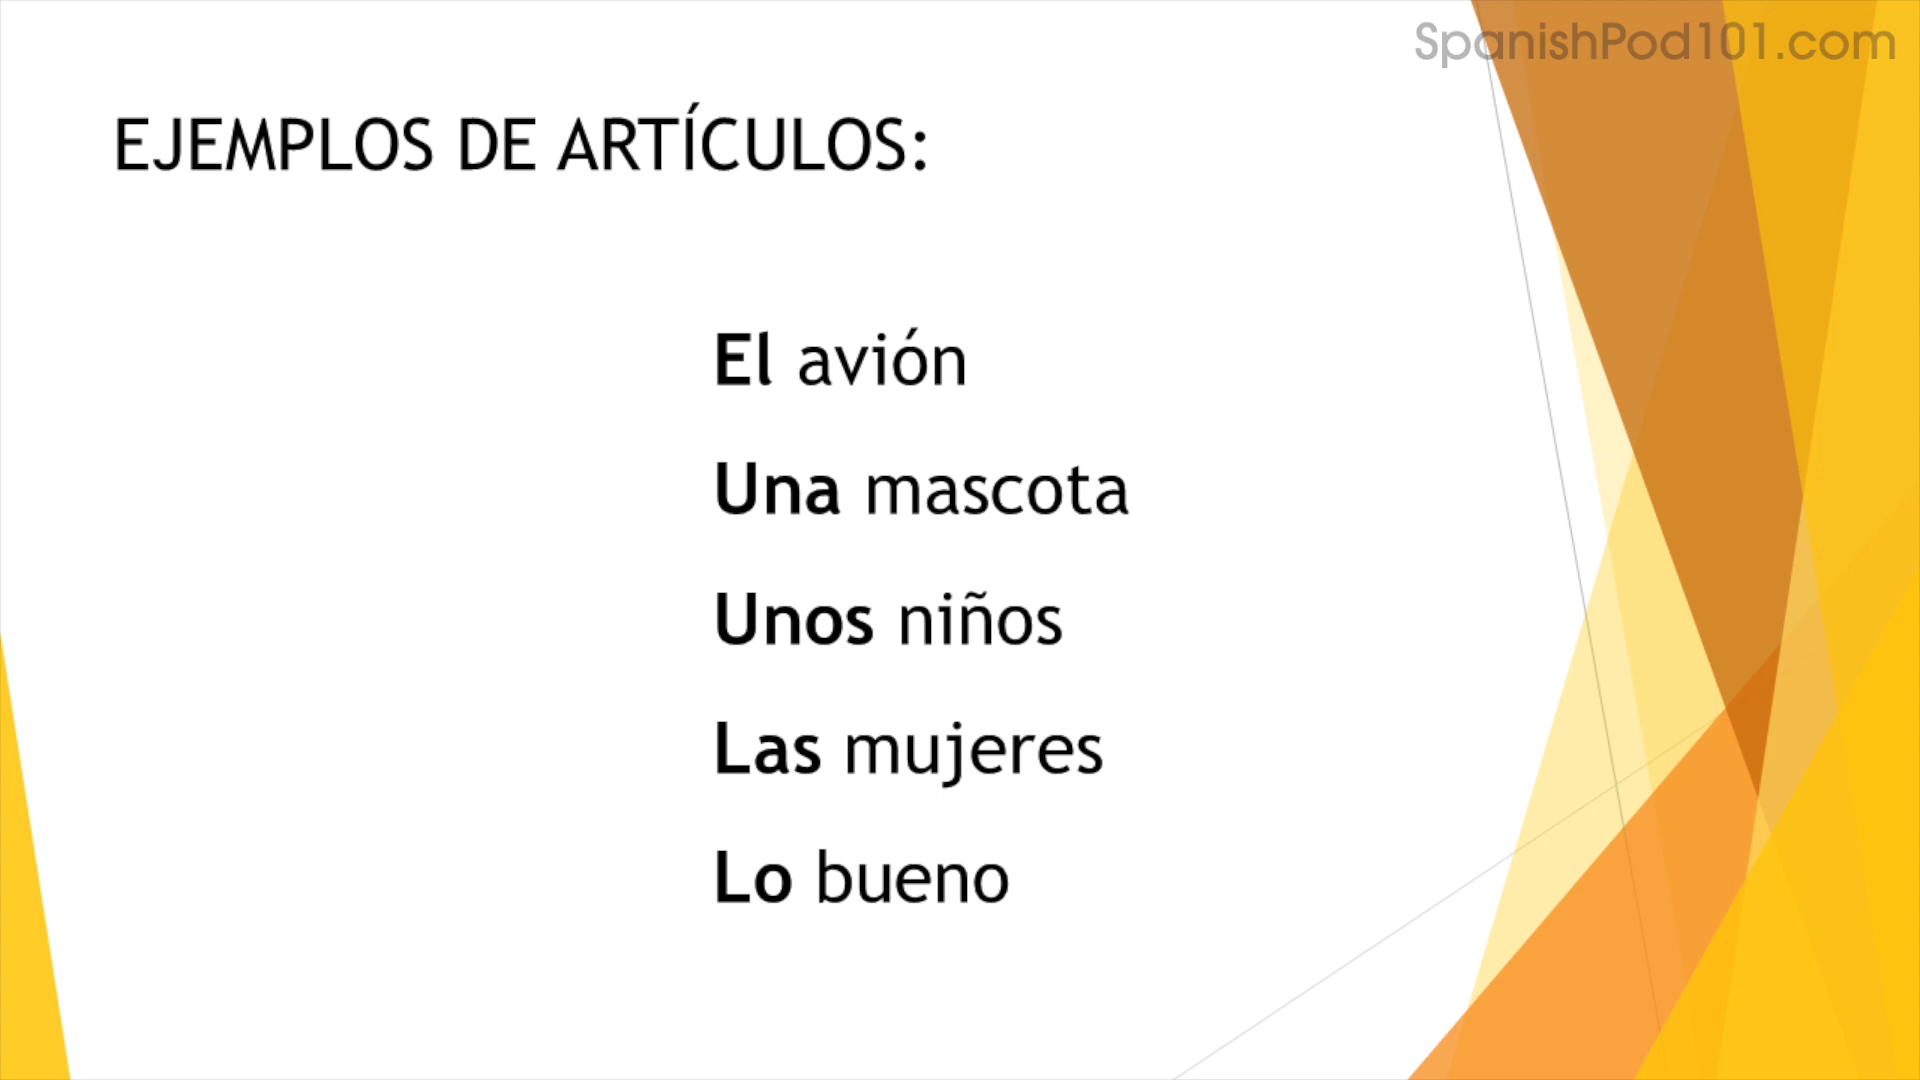 SpanishPod101.com
EJEMPLOS DE ARTÍCULOS:
El avión
Una mascota
Unos niños
Las mujeres
Lo bueno